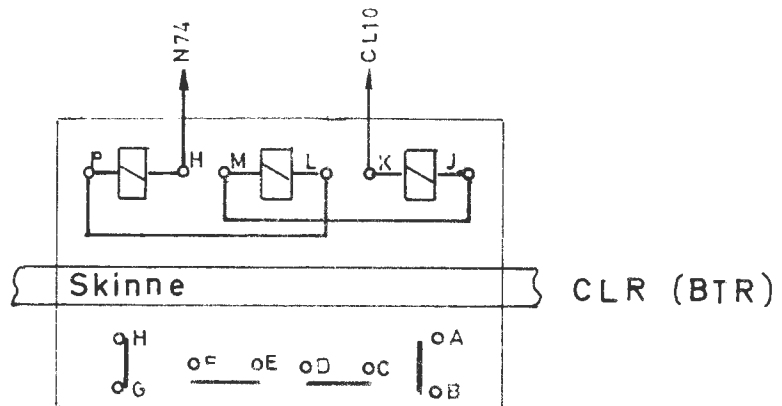 N74
CL10
P H M L K J
Skinne
CLR (BTR)
H F E D C A
G B